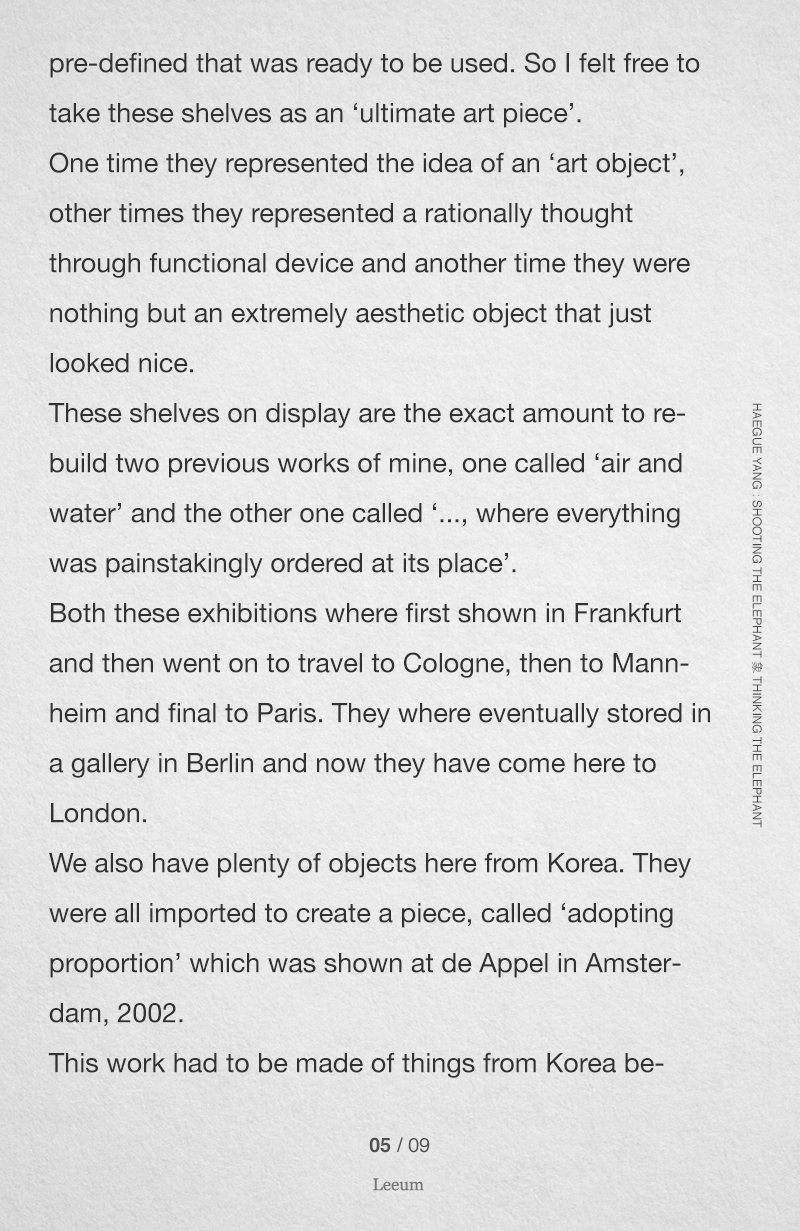 pre-defined that was ready to be used. So I felt free to
take these shelves as an ‘ultimate art piece’.
One time they represented the idea of an ‘art object’,
other times they represented a rationally thought
through functional device and another time they were
nothing but an extremely aesthetic object that just
looked nice.
These shelves on display are the exact amount to re-
build two previous works of mine, one called ‘air and
water’ and the other one called ‘..., where everything
was painstakingly ordered at its place’.
Both these exhibitions where first shown in Frankfurt
and then went on to travel to Cologne, then to Mann-
heim and final to Paris. They where eventually stored in
a gallery in Berlin and now they have come here to
London.
We also have plenty of objects here from Korea. They
were all imported to create a piece, called ‘adopting
proportion’ which was shown at de Appel in Amster-
dam, 2002.
This work had to be made of things from Korea be-
HAEGUE YANG : SHOOTING THE ELEPHANT 象 THINKING THE ELEPHANT
05 / 09
Leeum